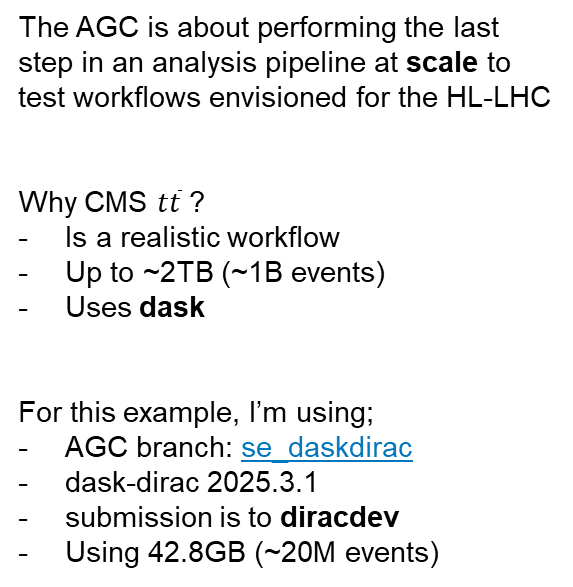 The AGC is about performing the last
step in an analysis pipeline at scale to
test workflows envisioned for the HL-LHC
Why CMS tt̄ ?
- Is a realistic workflow
- Up to ~2TB (~1B events)
- Uses dask
For this example, I'm using;
- AGC branch: se_daskdirac
- dask-dirac 2025.3.1
- submission is to diracdev
- Using 42.8GB (~20M events)